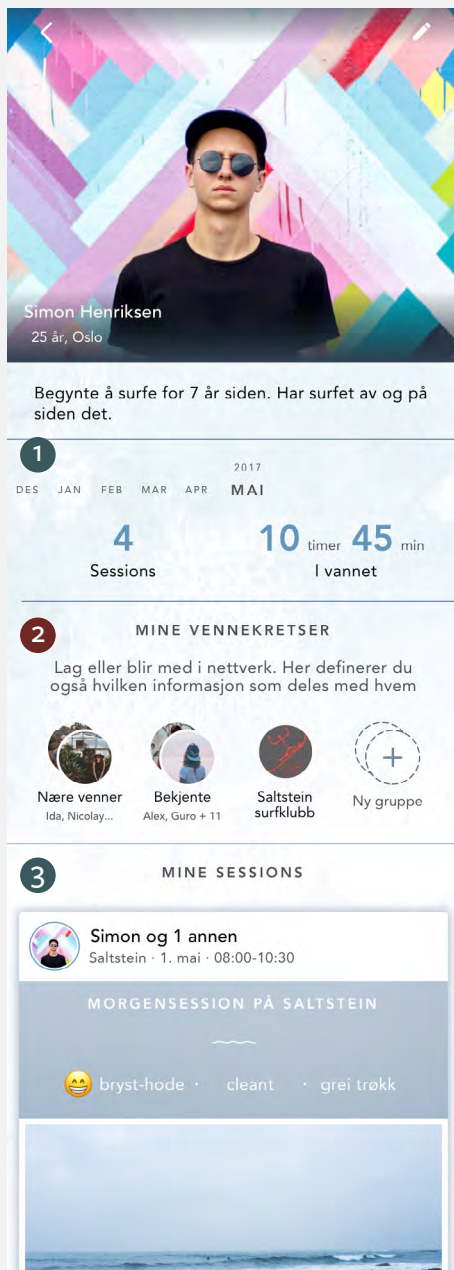 Simon Henriksen
25 år, Oslo
Begynte å surfe for 7 år siden. Har surfet av og på
siden det.
1
2017
DES JAN FEB MAR APR MAI
4 10 timer 45 min
Sessions I vannet
2 MINE VENNEKRETSER
Lag eller blir med i nettverk. Her definerer du
også hvilken informasjon som deles med hvem
Nære venner Bekjente Saltstein Ny gruppe
Ida, Nicolay... Alex, Guro + 11 surfklubb
3 MINE SESSIONS
Simon og 1 annen
Saltstein · 1. mai · 08:00-10:30
MORGENSESSION PÅ SALTSTEIN
😁 bryst-hode · cleant · grei trøkk